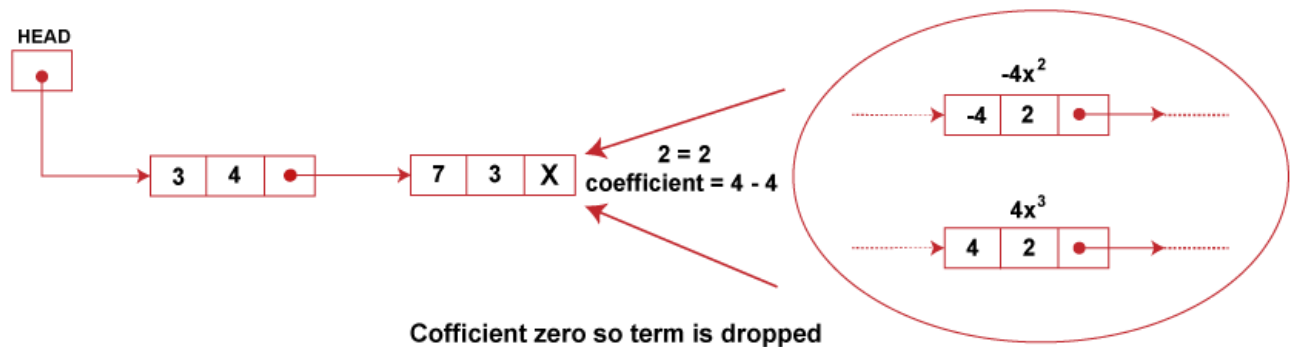 HEAD
3 4
7 3 X
2 = 2
coefficient = 4 - 4
-4x²
-4 2
4x³
4 2
Cofficient zero so term is dropped